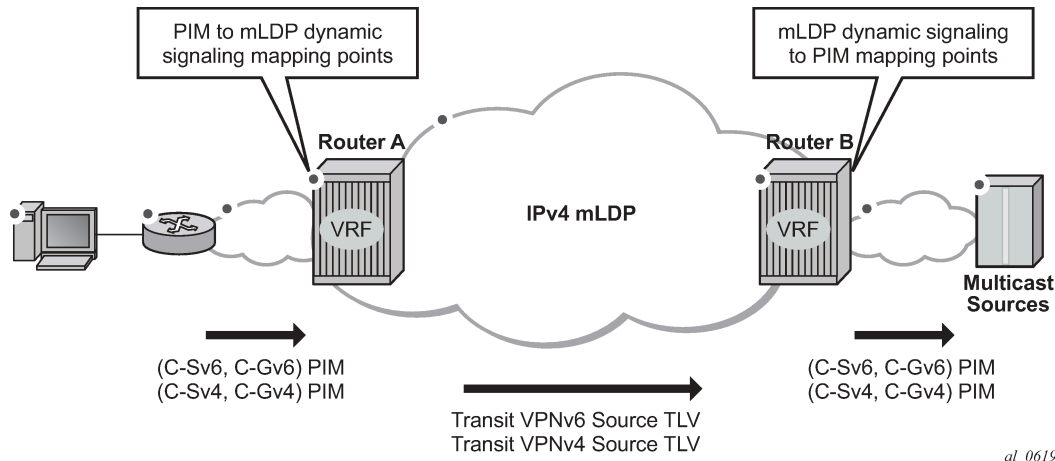 PIM to mLDP dynamic
signaling mapping points
mLDP dynamic signaling
to PIM mapping points
Router A
Router B
IPv4 mLDP
VRF
VRF
Multicast
Sources
(C-Sv6, C-Gv6) PIM
(C-Sv4, C-Gv4) PIM
(C-Sv6, C-Gv6) PIM
(C-Sv4, C-Gv4) PIM
Transit VPNv6 Source TLV
Transit VPNv4 Source TLV
al_0619